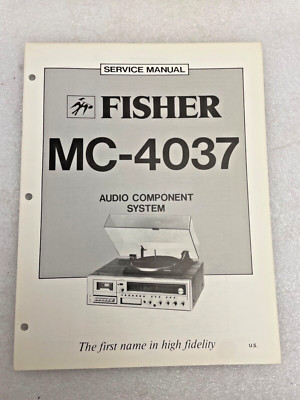 SERVICE MANUAL
FISHER
MC-4037
AUDIO COMPONENT
SYSTEM
The first name in high fidelity
U.S.